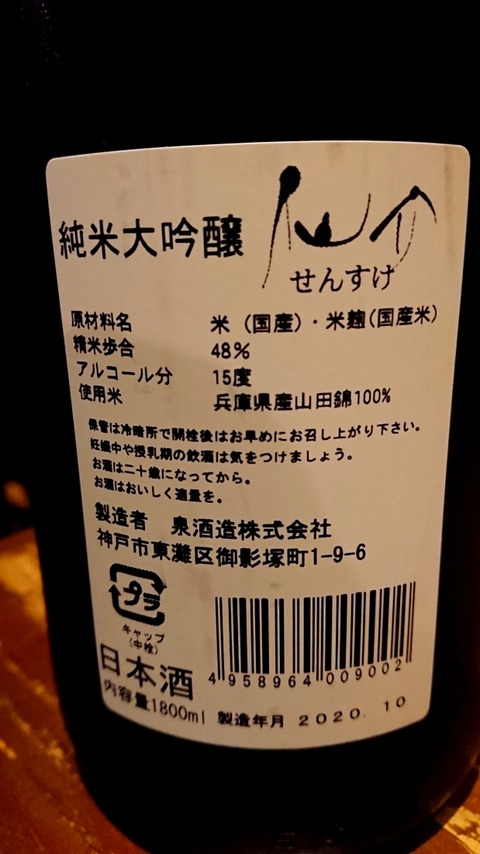 純米大吟醸 仙介
せんすけ
原材料名 米(国産)・米麹(国産米)
精米歩合 48%
アルコール分 15度
使用米 兵庫県産山田錦100%
保管は冷暗所で開栓後はお早めにお召し上がり下さい。
妊娠中や授乳期の飲酒は気をつけましょう。
お酒は二十歳になってから。
お酒はおいしく適量を。
製造者 泉酒造株式会社
神戸市東灘区御影塚町1-9-6
プラ
キャップ
(中栓)
日本酒
4 958964 009002
内容量1800ml 製造年月 2020. 10